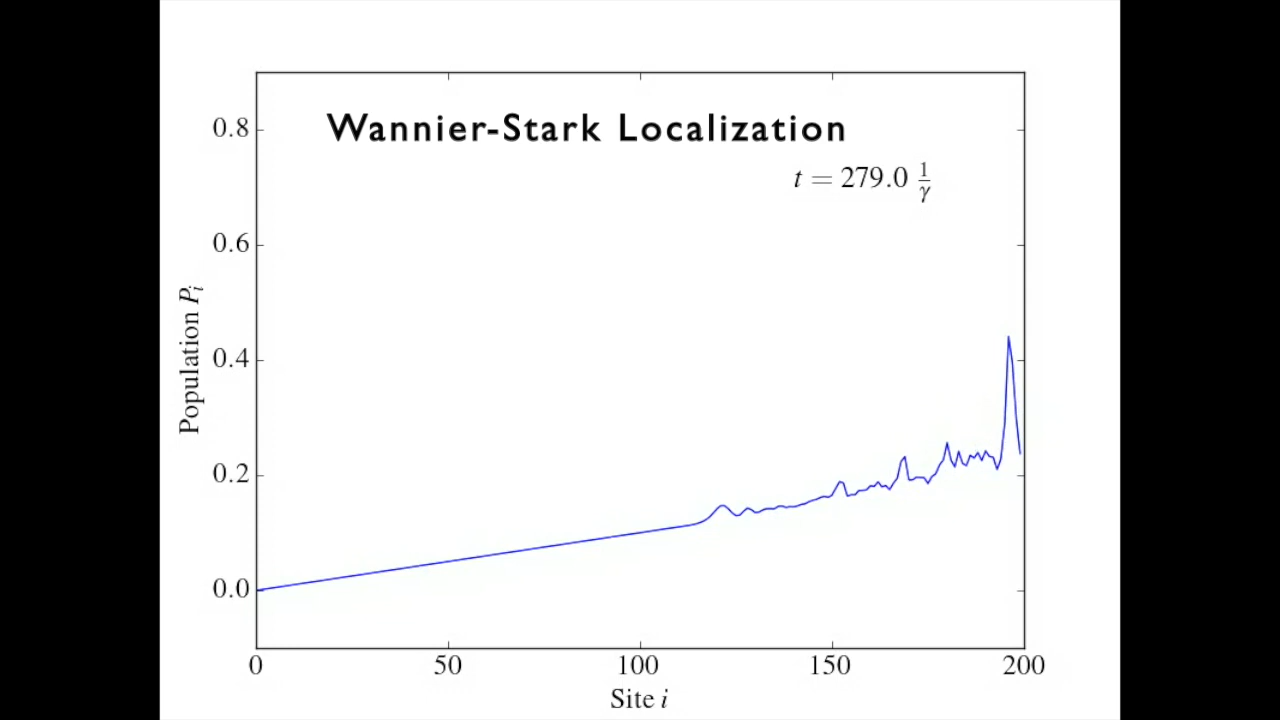 Wannier-Stark Localization
t = 279.0 1/γ
Population P_i
0.8
0.6
0.4
0.2
0.0
0 50 100 150 200
Site i